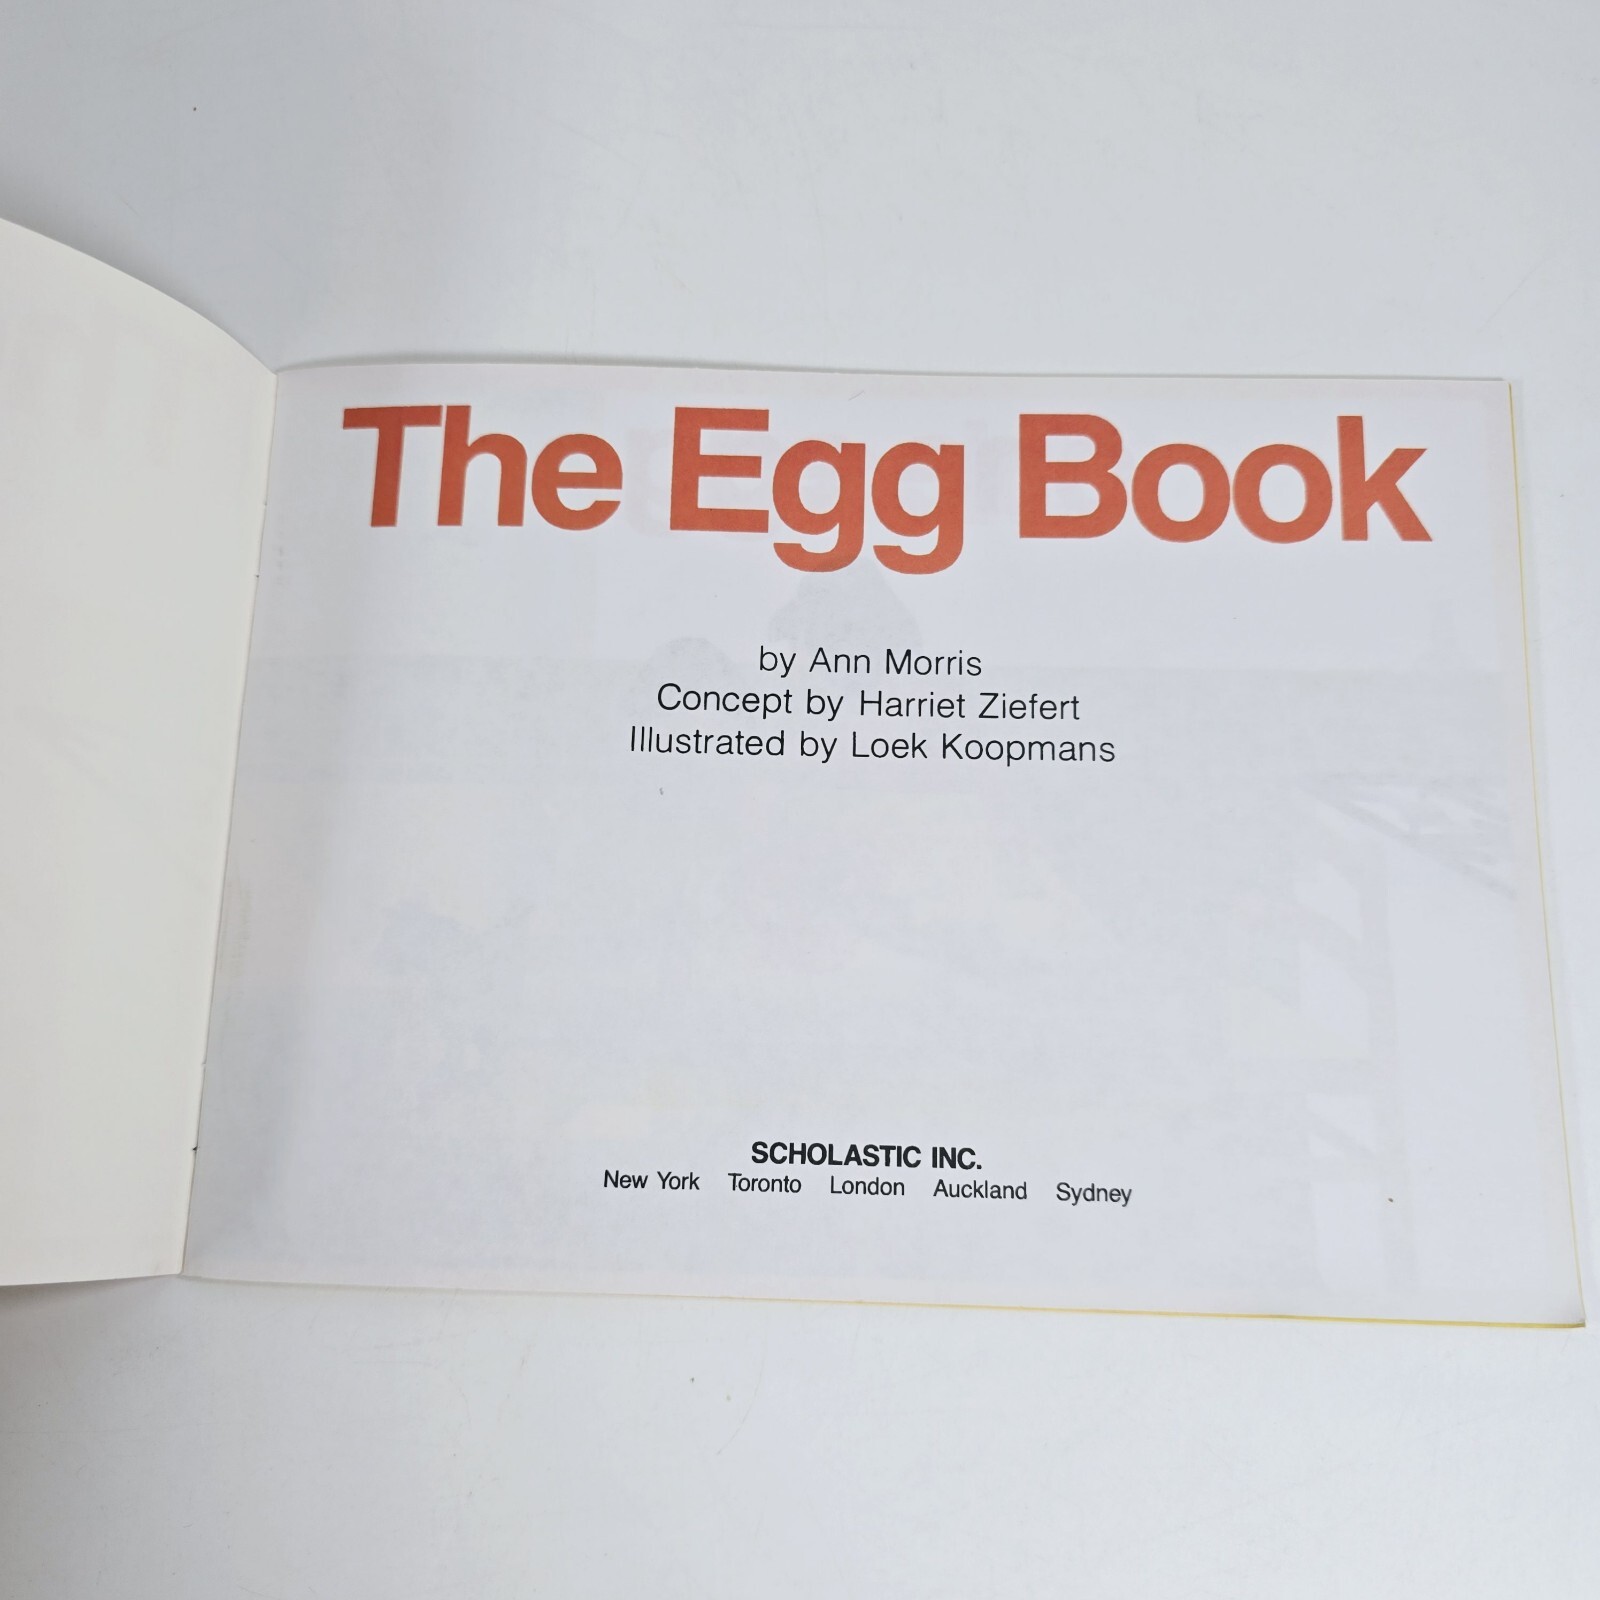 The Egg Book
by Ann Morris
Concept by Harriet Ziefert
Illustrated by Loek Koopmans
SCHOLASTIC INC.
New York Toronto London Auckland Sydney